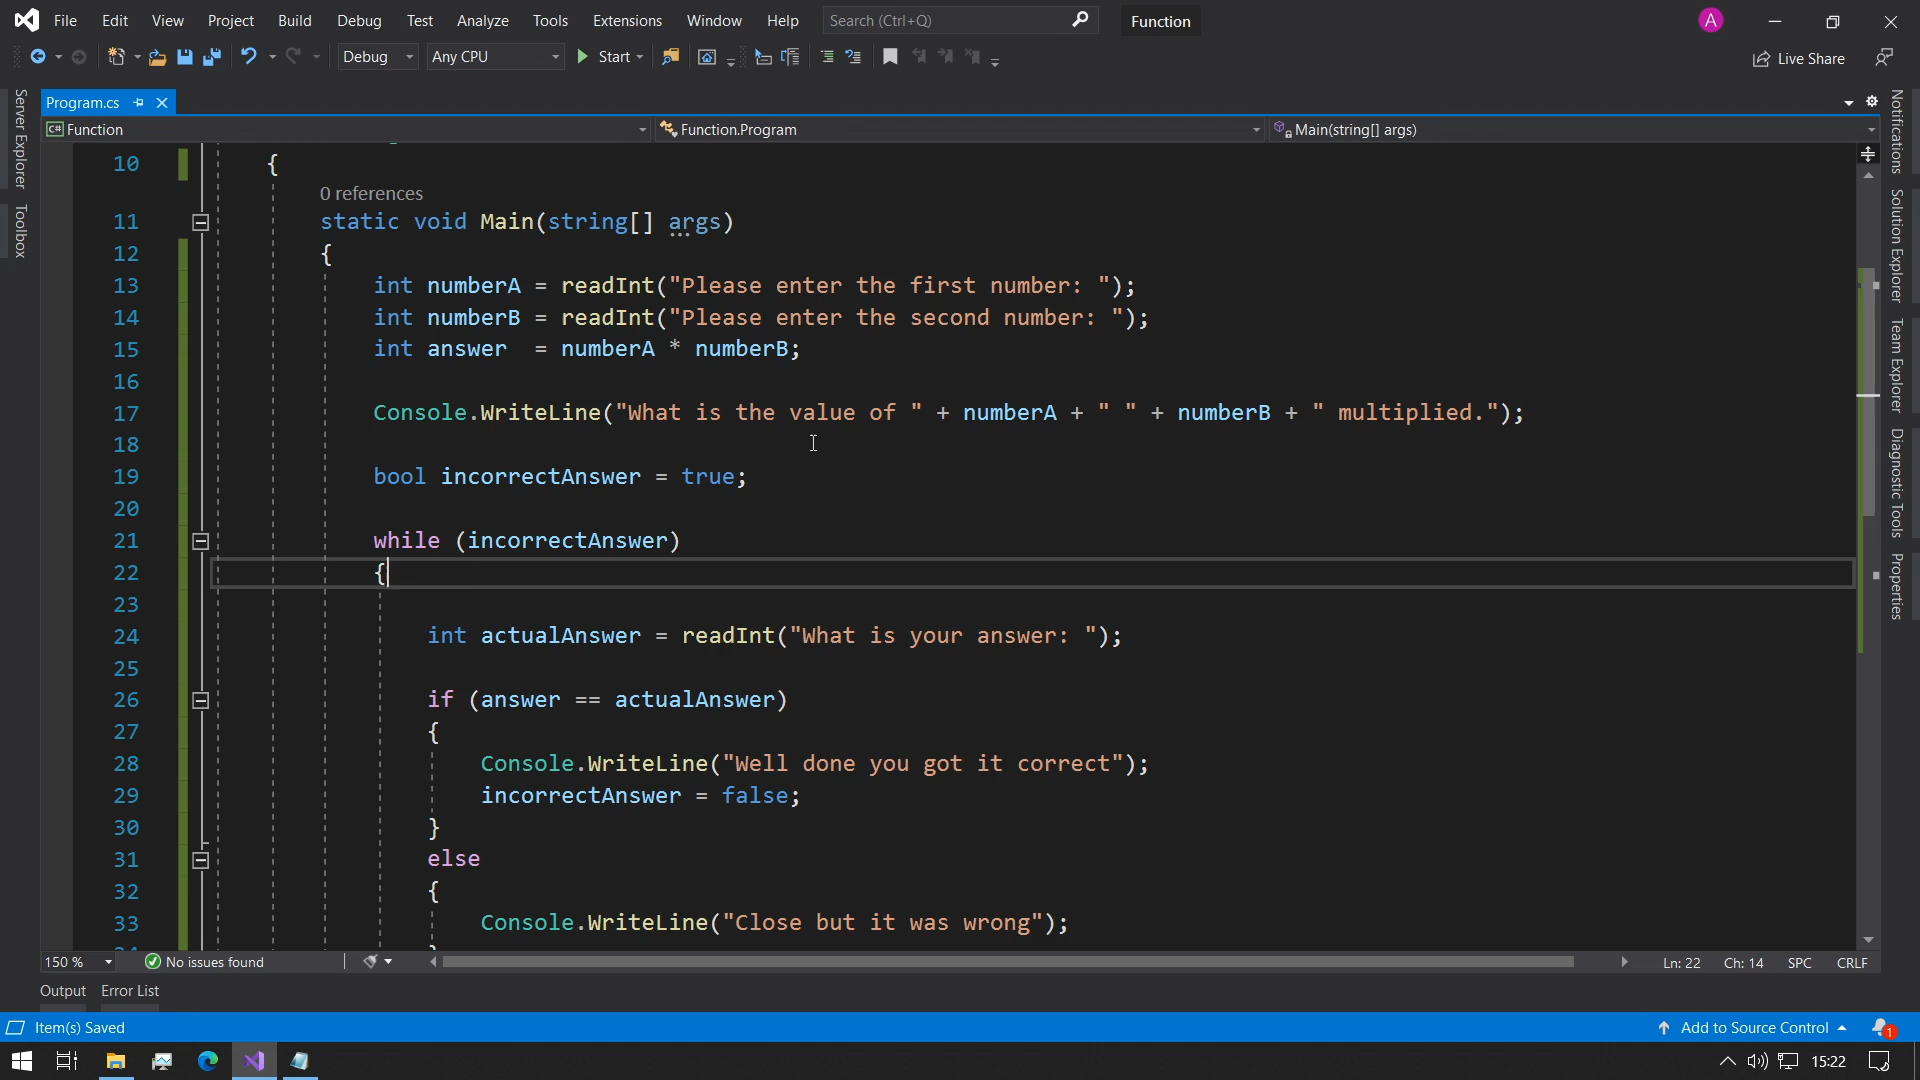 File Edit View Project Build Debug Test Analyze Tools Extensions Window Help Search (Ctrl+Q) Function A
Debug Any CPU Start Live Share
Program.cs
C# Function Function.Program Main(string[] args)
Server Explorer
Toolbox
Notifications
Solution Explorer
Team Explorer
Diagnostic Tools
Properties
10 {
0 references
11 static void Main(string[] args)
12 {
13 int numberA = readInt("Please enter the first number: ");
14 int numberB = readInt("Please enter the second number: ");
15 int answer  = numberA * numberB;
16
17 Console.WriteLine("What is the value of " + numberA + " " + numberB + " multiplied.");
18
19 bool incorrectAnswer = true;
20
21 while (incorrectAnswer)
22 {
23
24 int actualAnswer = readInt("What is your answer: ");
25
26 if (answer == actualAnswer)
27 {
28 Console.WriteLine("Well done you got it correct");
29 incorrectAnswer = false;
30 }
31 else
32 {
33 Console.WriteLine("Close but it was wrong");
150 % No issues found Ln: 22 Ch: 14 SPC CRLF
Output Error List
Item(s) Saved Add to Source Control 1
15:22